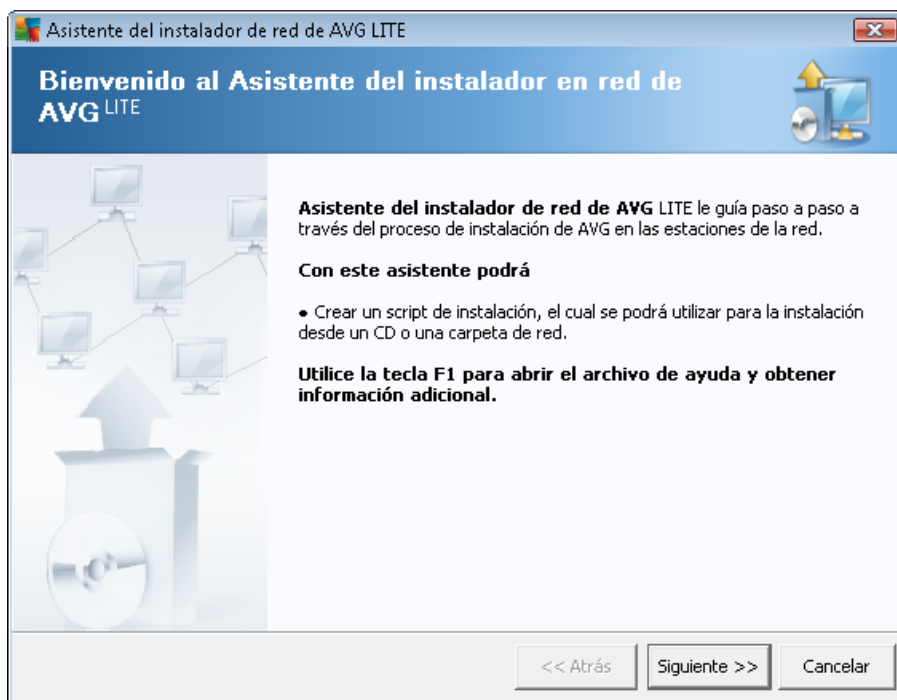 Asistente del instalador de red de AVG LITE
Bienvenido al Asistente del instalador en red de
AVG LITE
Asistente del instalador de red de AVG LITE le guía paso a paso a
través del proceso de instalación de AVG en las estaciones de la red.
Con este asistente podrá
• Crear un script de instalación, el cual se podrá utilizar para la instalación
desde un CD o una carpeta de red.
Utilice la tecla F1 para abrir el archivo de ayuda y obtener
información adicional.
<< Atrás Siguiente >> Cancelar